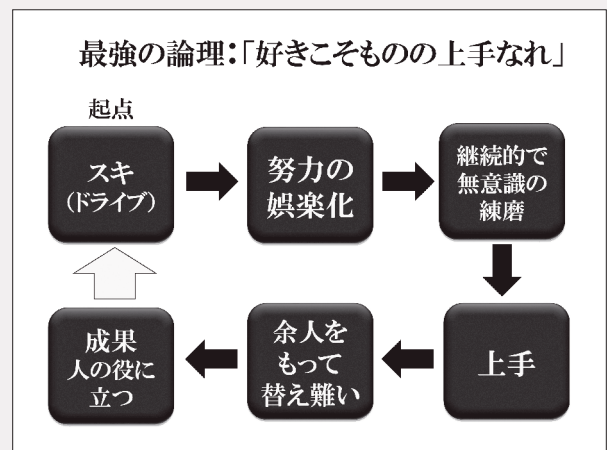 最強の論理:「好きこそものの上手なれ」
起点
スキ
(ドライブ)
努力の
娯楽化
継続的で
無意識の
練磨
上手
余人を
もって
替え難い
成果
人の役に
立つ